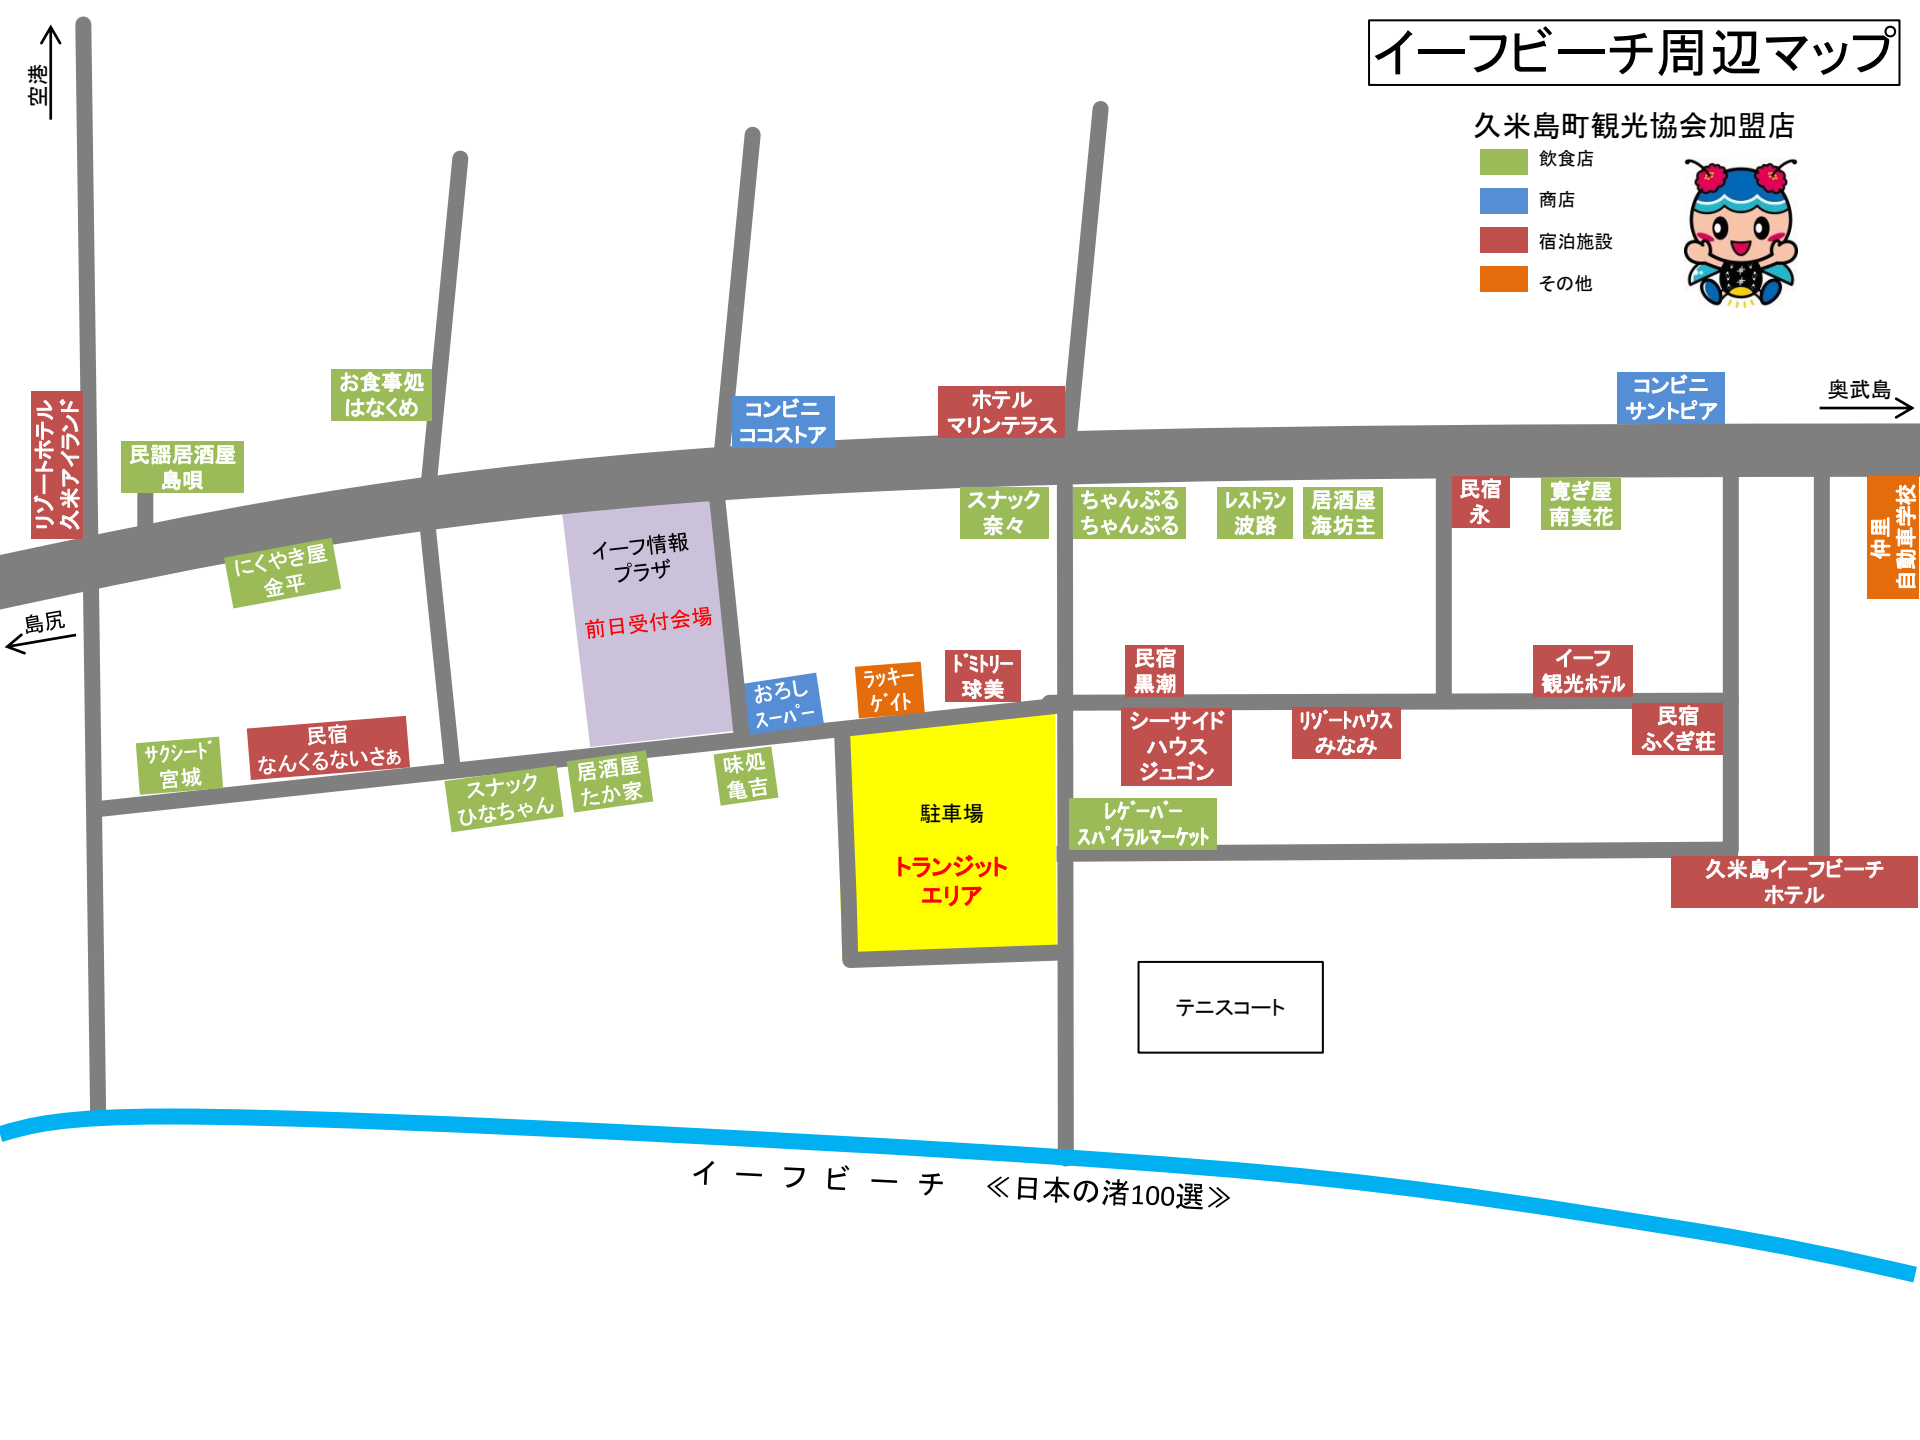 イーフビーチ周辺マップ
久米島町観光協会加盟店
飲食店
商店
宿泊施設
その他
空港
リゾートホテル
久米アイランド
民謡居酒屋
島唄
お食事処
はなくめ
コンビニ
ココストア
ホテル
マリンテラス
コンビニ
サントピア
奥武島
島尻
にくやき屋
金平
イーフ情報
プラザ
前日受付会場
スナック
奈々
ちゃんぷる
ちゃんぷる
レストラン
波路
居酒屋
海坊主
民宿
永
寛ぎ屋
南美花
仲里
自動車学校
サクシード
宮城
民宿
なんくるないさぁ
おろし
スーパー
ラッキー
ゲイト
ドミトリー
球美
民宿
黒潮
イーフ
観光ホテル
シーサイド
ハウス
ジュゴン
リゾートハウス
みなみ
民宿
ふくぎ荘
スナック
ひなちゃん
居酒屋
たか家
味処
亀吉
駐車場
トランジット
エリア
レゲーバー
スパイラルマーケット
久米島イーフビーチ
ホテル
テニスコート
イーフビーチ ≪日本の渚100選≫